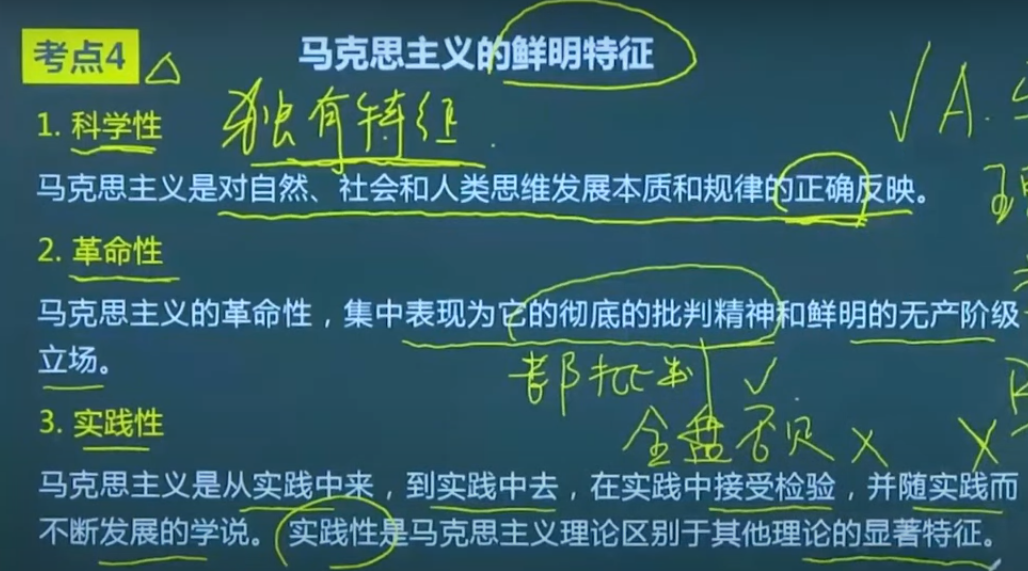 考点4 马克思主义的鲜明特征
1. 科学性 独有特征
√ A.
马克思主义是对自然、社会和人类思维发展本质和规律的正确反映。
2. 革命性
马克思主义的革命性，集中表现为它的彻底的批判精神和鲜明的无产阶级
立场。
都批判 √
3. 实践性
全盘否定 ×
×
马克思主义是从实践中来，到实践中去，在实践中接受检验，并随实践而
不断发展的学说。 实践性是马克思主义理论区别于其他理论的显著特征。